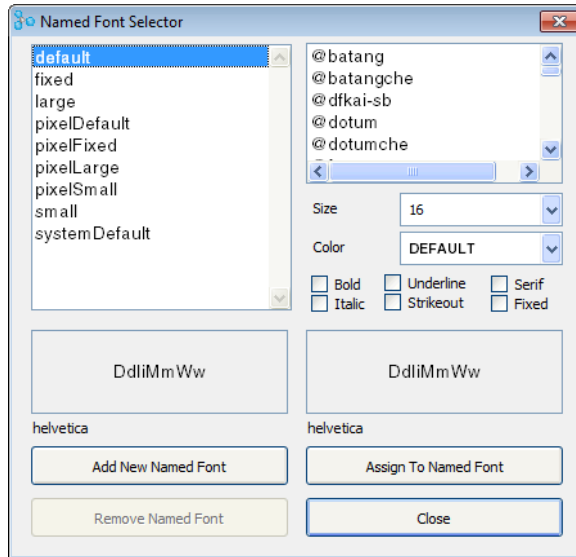 Named Font Selector
default
fixed
large
pixelDefault
pixelFixed
pixelLarge
pixelSmall
small
systemDefault
@batang
@batangche
@dfkai-sb
@dotum
@dotumche
Size
16
Color
DEFAULT
Bold
Underline
Serif
Italic
Strikeout
Fixed
DdIiMmWw
DdIiMmWw
helvetica
helvetica
Add New Named Font
Assign To Named Font
Remove Named Font
Close